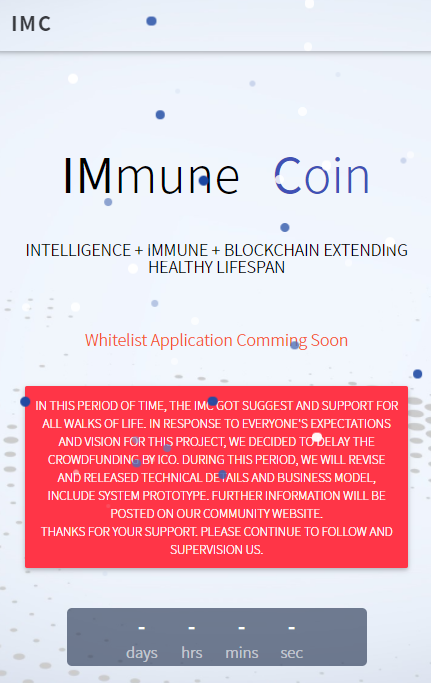 IMC
IMmune Coin
INTELLIGENCE + iMMUNE + BLOCKCHAIN EXTENDING
HEALTHY LIFESPAN
Whitelist Application Comming Soon
IN THIS PERIOD OF TIME, THE IMC GOT SUGGEST AND SUPPORT FOR
ALL WALKS OF LIFE. IN RESPONSE TO EVERYONE'S EXPECTATIONS
AND VISION FOR THIS PROJECT, WE DECIDED TO DELAY THE
CROWDFUNDING BY ICO. DURING THIS PERIOD, WE WILL REVISE
AND RELEASED TECHNICAL DETAILS AND BUSINESS MODEL,
INCLUDE SYSTEM PROTOTYPE. FURTHER INFORMATION WILL BE
POSTED ON OUR COMMUNITY WEBSITE.
THANKS FOR YOUR SUPPORT. PLEASE CONTINUE TO FOLLOW AND
SUPERVISION US.
- - - -
days hrs mins sec